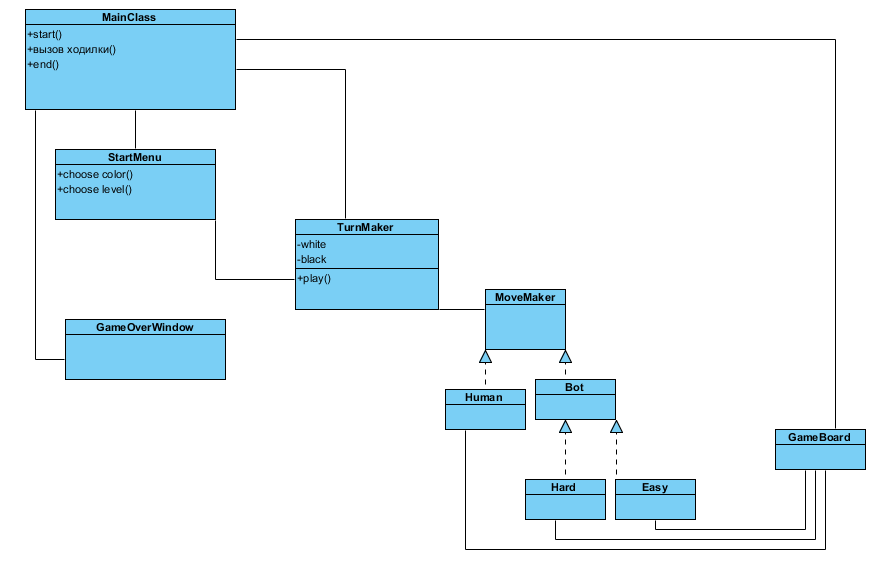 MainClass
+start()
+вызов ходилки()
+end()
StartMenu
+choose color()
+choose level()
TurnMaker
-white
-black
+play()
MoveMaker
GameOverWindow
Human
Bot
GameBoard
Hard
Easy